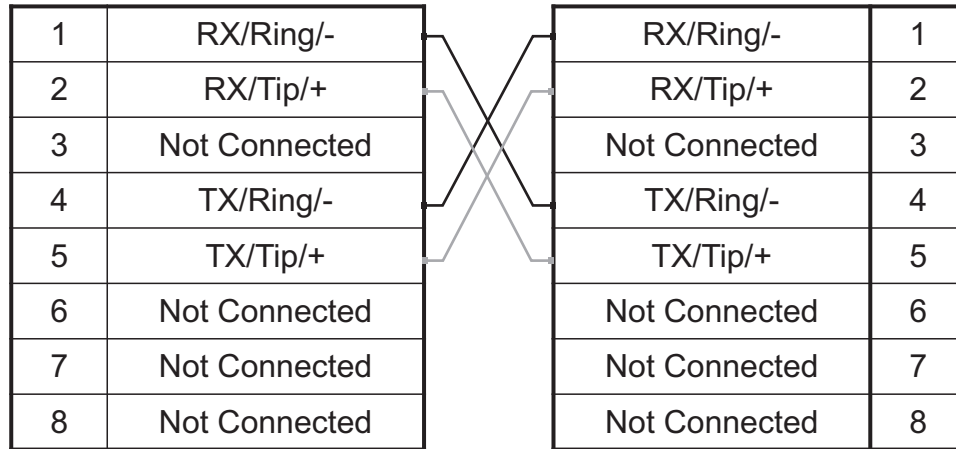 1 RX/Ring/- RX/Ring/- 1
2 RX/Tip/+ RX/Tip/+ 2
3 Not Connected Not Connected 3
4 TX/Ring/- TX/Ring/- 4
5 TX/Tip/+ TX/Tip/+ 5
6 Not Connected Not Connected 6
7 Not Connected Not Connected 7
8 Not Connected Not Connected 8